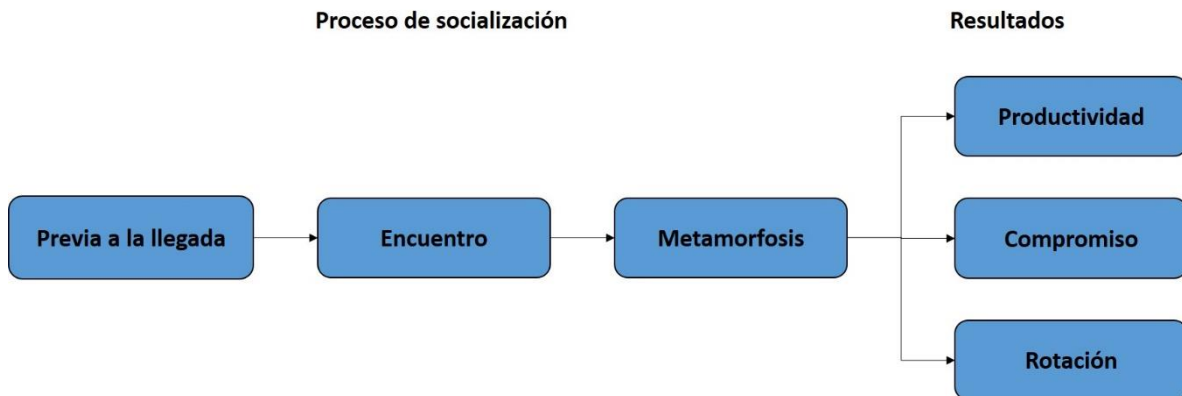 Proceso de socialización
Resultados
Productividad
Previa a la llegada
Encuentro
Metamorfosis
Compromiso
Rotación